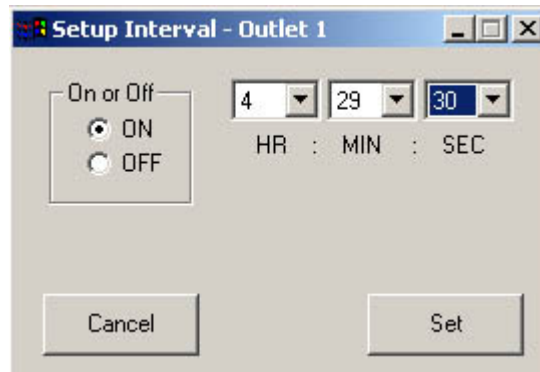 Setup Interval - Outlet 1
On or Off
ON
OFF
4 29 30
HR : MIN : SEC
Cancel Set